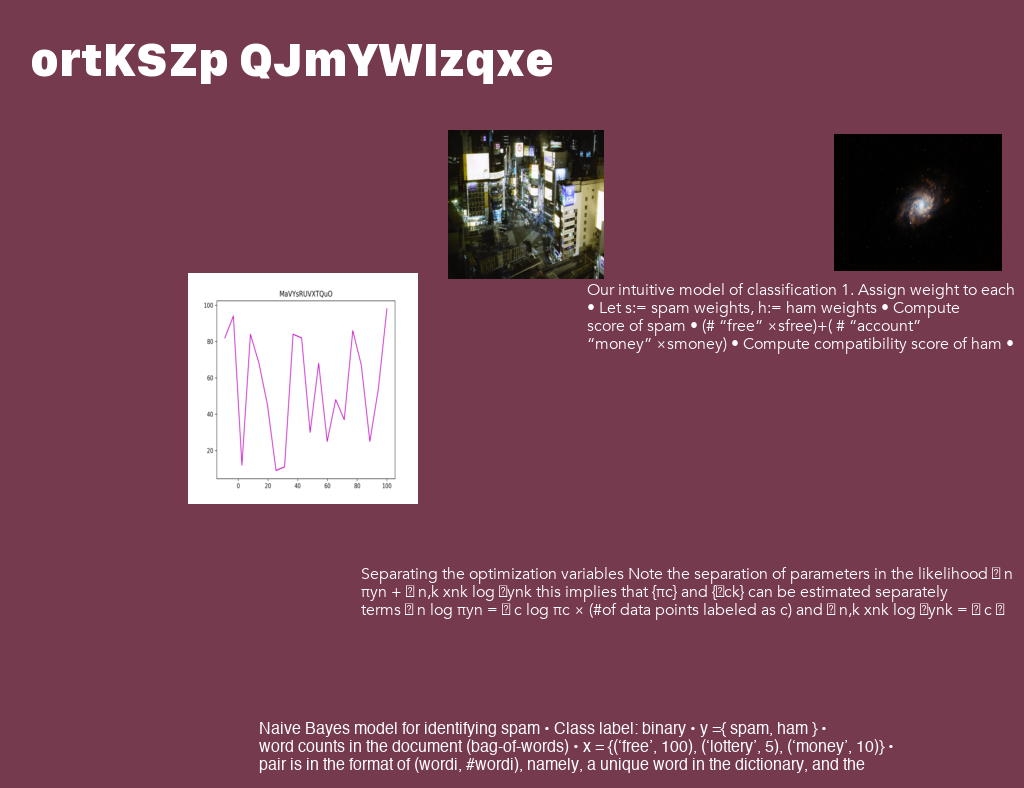 ortKSZp QJmYWIzqxe
MaVYsRUVXTQuO
100
80
60
40
20
0 20 40 60 80 100
Our intuitive model of classification 1. Assign weight to each
• Let s:= spam weights, h:= ham weights • Compute
score of spam • (# “free” ×sfree)+( # “account”
“money” ×smoney) • Compute compatibility score of ham •
Separating the optimization variables Note the separation of parameters in the likelihood n
πyn + n,k xnk log ynk this implies that {πc} and {ck} can be estimated separately
terms n log πyn = c log πc × (#of data points labeled as c) and n,k xnk log ynk = c
Naive Bayes model for identifying spam • Class label: binary • y ={ spam, ham } •
word counts in the document (bag-of-words) • x = {(‘free’, 100), (‘lottery’, 5), (‘money’, 10)} •
pair is in the format of (wordi, #wordi), namely, a unique word in the dictionary, and the